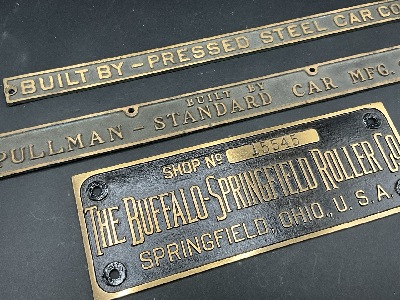 BUILT BY – PRESSED STEEL CAR CO
BUILT BY
PULLMAN – STANDARD CAR MFG.
SHOP Nº 15545
THE BUFFALO-SPRINGFIELD ROLLER CO
SPRINGFIELD, OHIO., U.S.A.